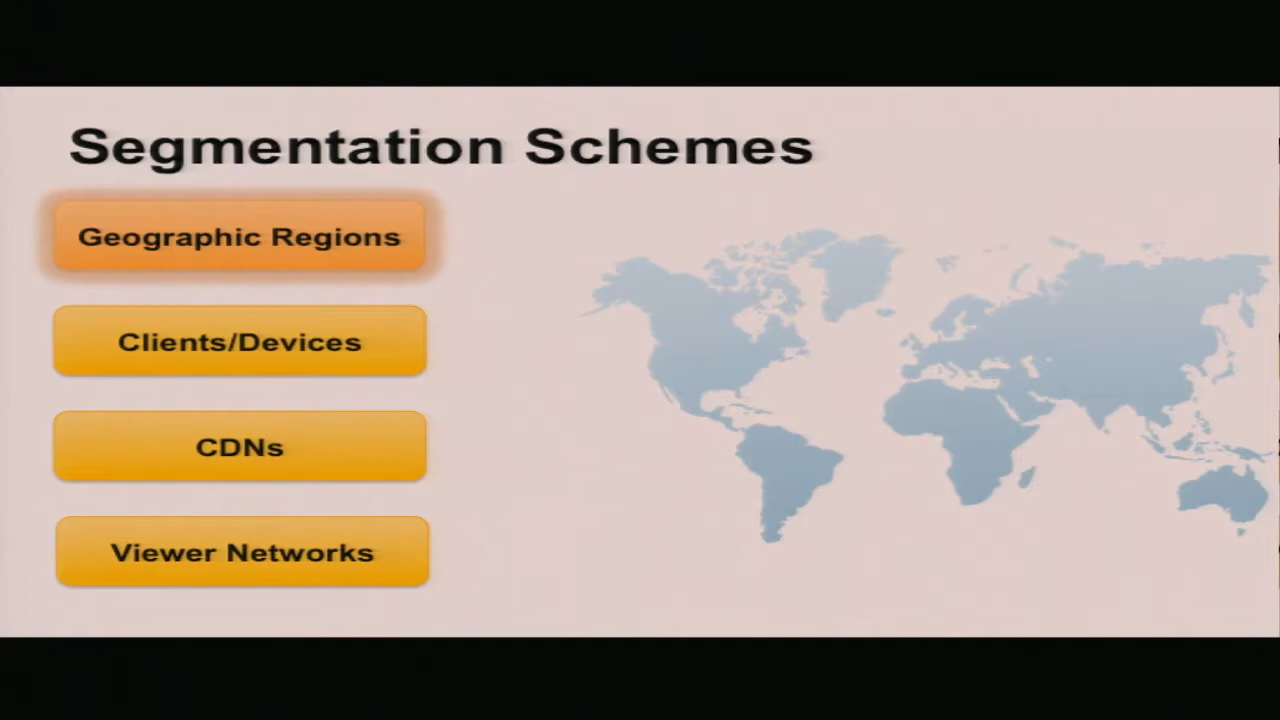 Segmentation Schemes
Geographic Regions
Clients/Devices
CDNs
Viewer Networks